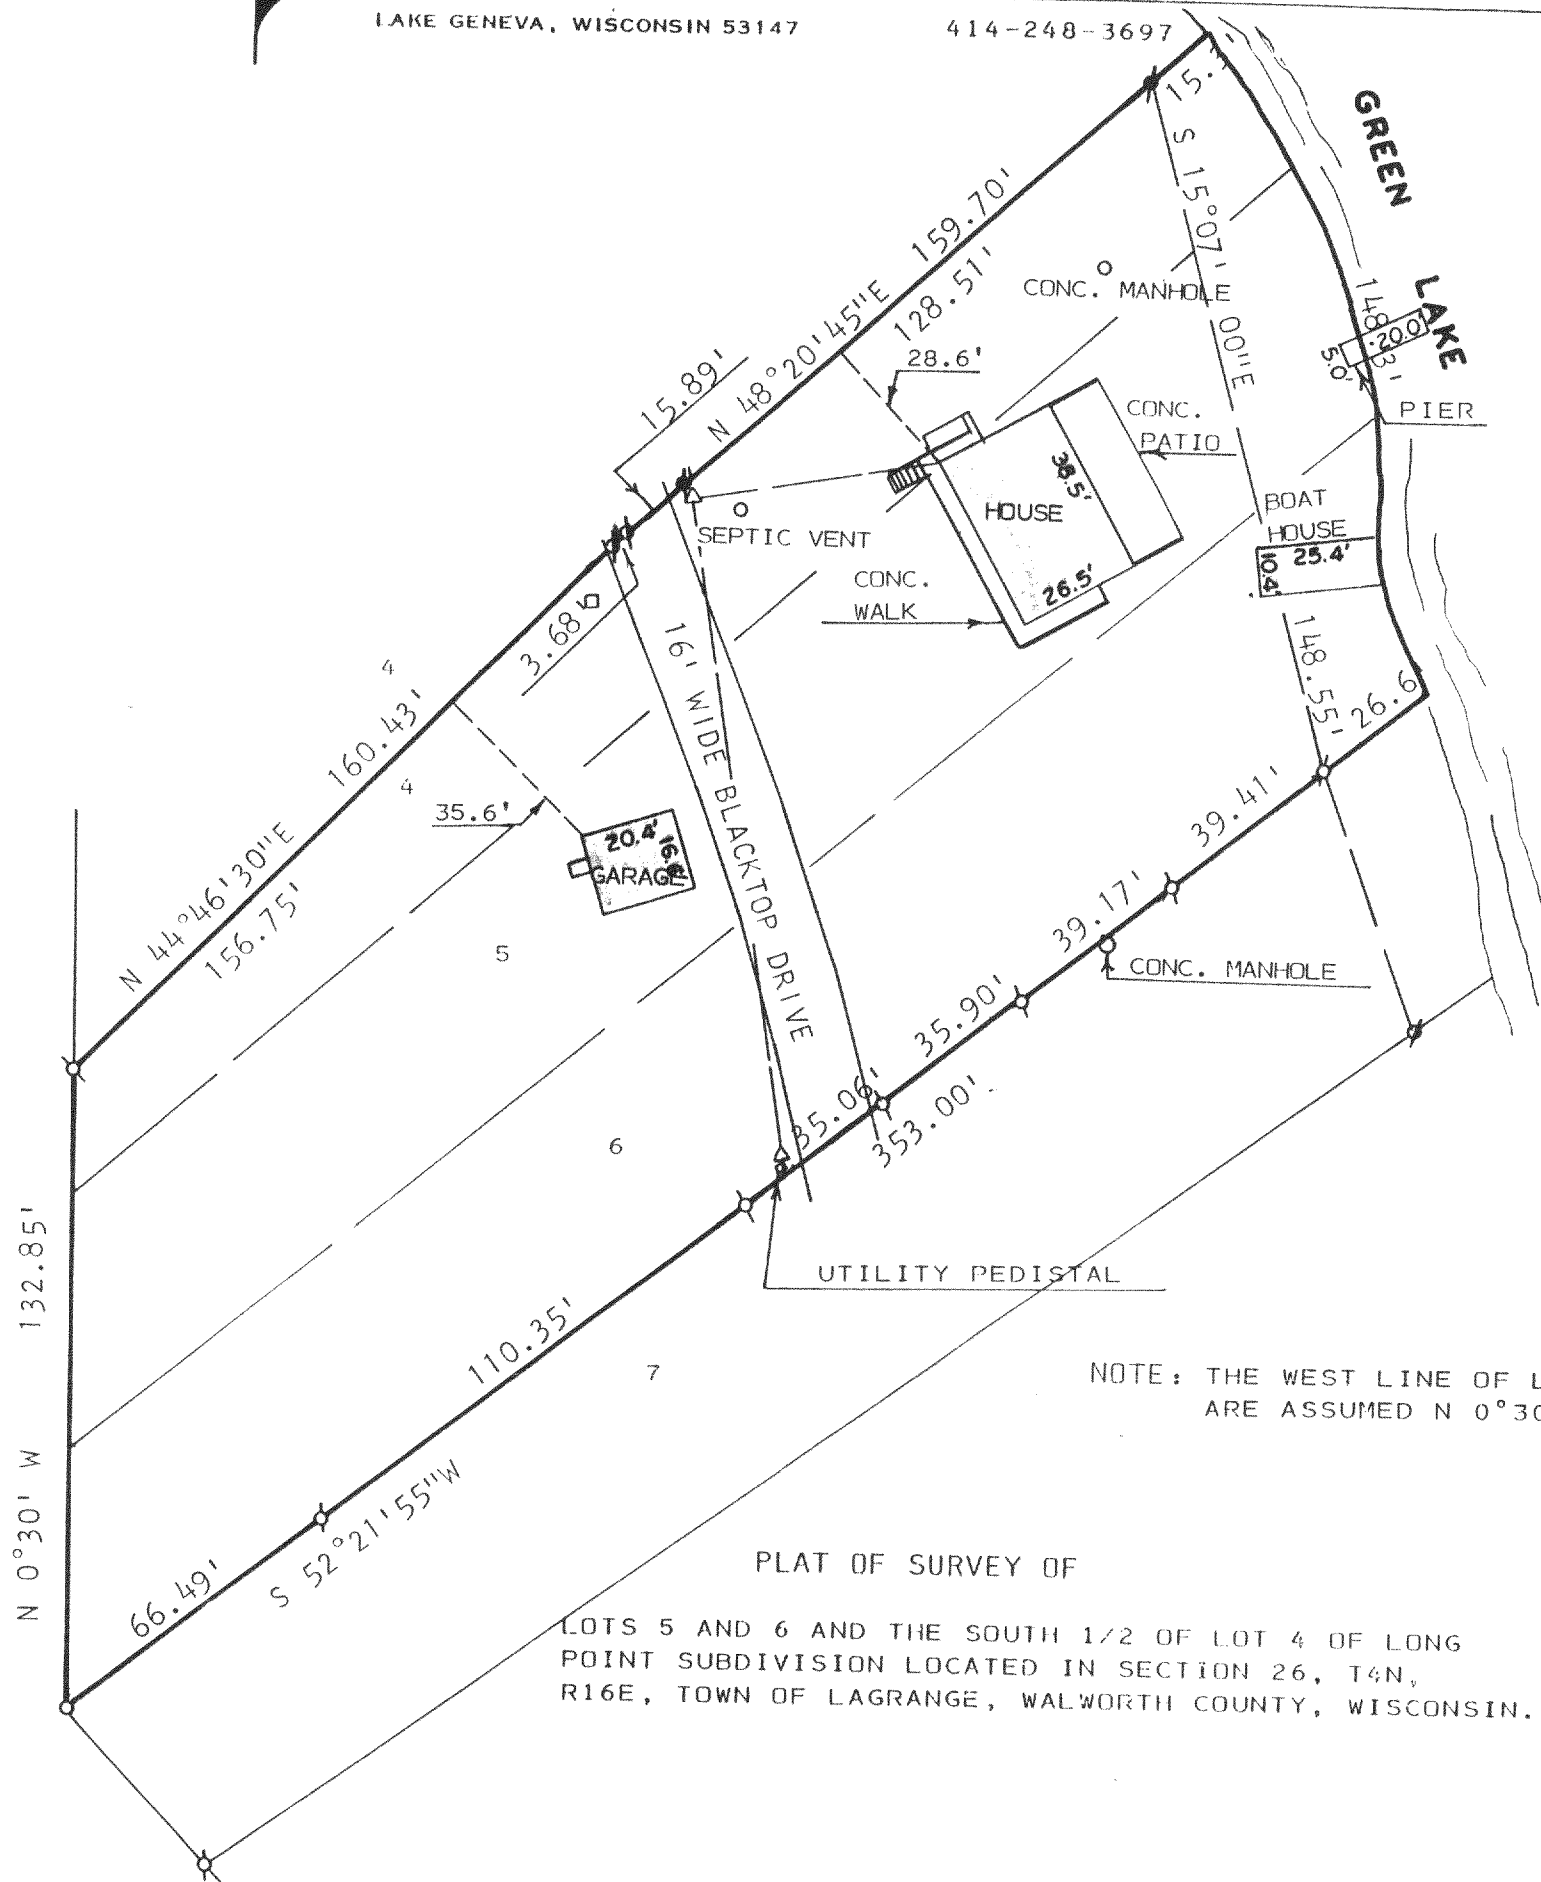 LAKE GENEVA, WISCONSIN 53147
414-248-3697
GREEN
LAKE
S 15°07' 00"E
159.70'
128.51'
N 48°20'45"E
CONC. MANHOLE
28.6'
15.89'
20.0'
5.0'
PIER
CONC.
PATIO
38.5'
HOUSE
26.5'
BOAT
HOUSE
25.4'
10.4'
SEPTIC VENT
CONC.
WALK
3.68'
16' WIDE BLACKTOP DRIVE
148.55'
26.6
4
160.43'
4
35.6'
20.4'
GARAGE
39.41'
N 44°46'30"E
156.75'
5
39.17'
CONC. MANHOLE
35.90'
35.06'
353.00'
6
132.85'
UTILITY PEDISTAL
110.35'
7
NOTE: THE WEST LINE OF L
ARE ASSUMED N 0°30
N 0°30' W
S 52°21'55"W
66.49'
PLAT OF SURVEY OF
LOTS 5 AND 6 AND THE SOUTH 1/2 OF LOT 4 OF LONG
POINT SUBDIVISION LOCATED IN SECTION 26, T4N,
R16E, TOWN OF LAGRANGE, WALWORTH COUNTY, WISCONSIN.